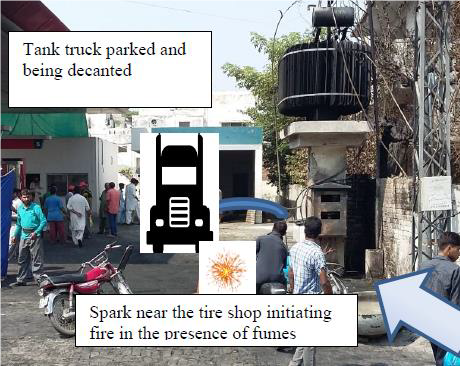 Tank truck parked and
being decanted
Spark near the tire shop initiating
fire in the presence of fumes